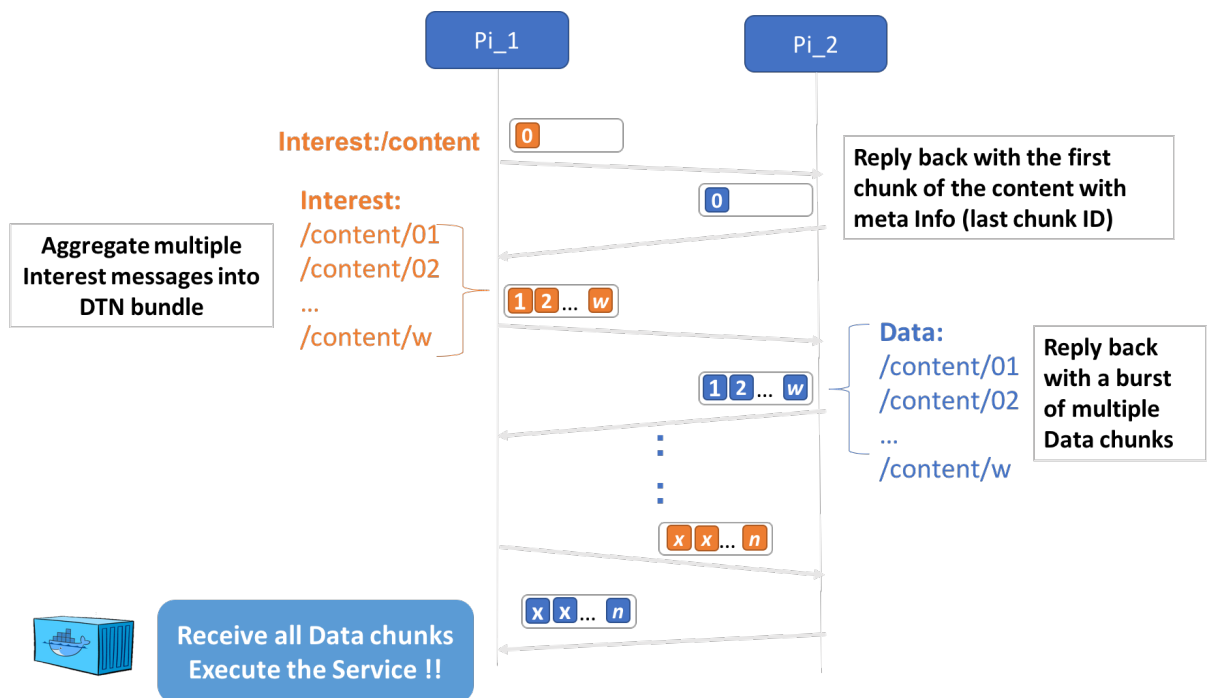 Pi_1
Pi_2
Interest:/content
0
Reply back with the first
chunk of the content with
meta Info (last chunk ID)
0
Interest:
/content/01
/content/02
...
/content/w
Aggregate multiple
Interest messages into
DTN bundle
1 2 ... w
Data:
/content/01
/content/02
...
/content/w
Reply back
with a burst
of multiple
Data chunks
1 2 ... w
:
:
x x ... n
x x ... n
Receive all Data chunks
Execute the Service !!